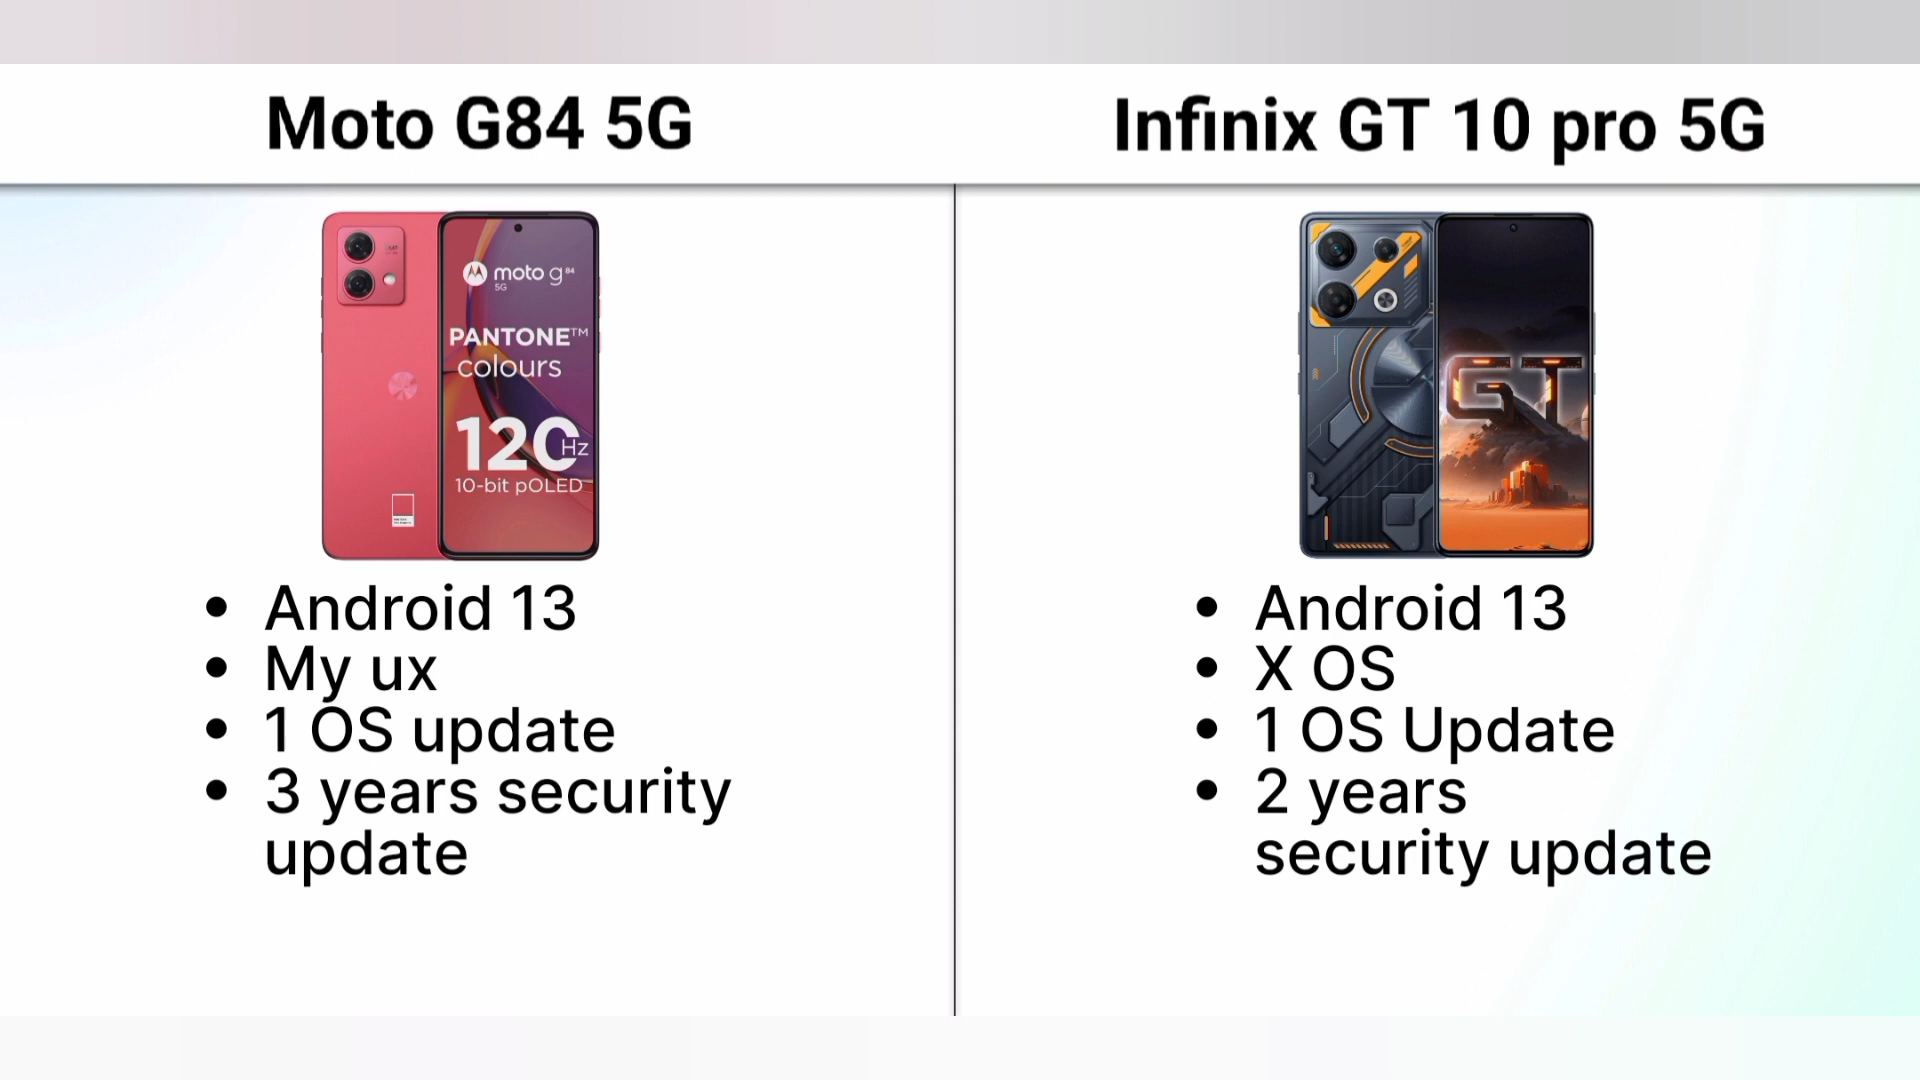 Moto G84 5G
Infinix GT 10 pro 5G
moto g84
5G
PANTONE™
colours
120Hz
10-bit pOLED
GT
• Android 13
• My ux
• 1 OS update
• 3 years security
update
• Android 13
• X OS
• 1 OS Update
• 2 years
security update